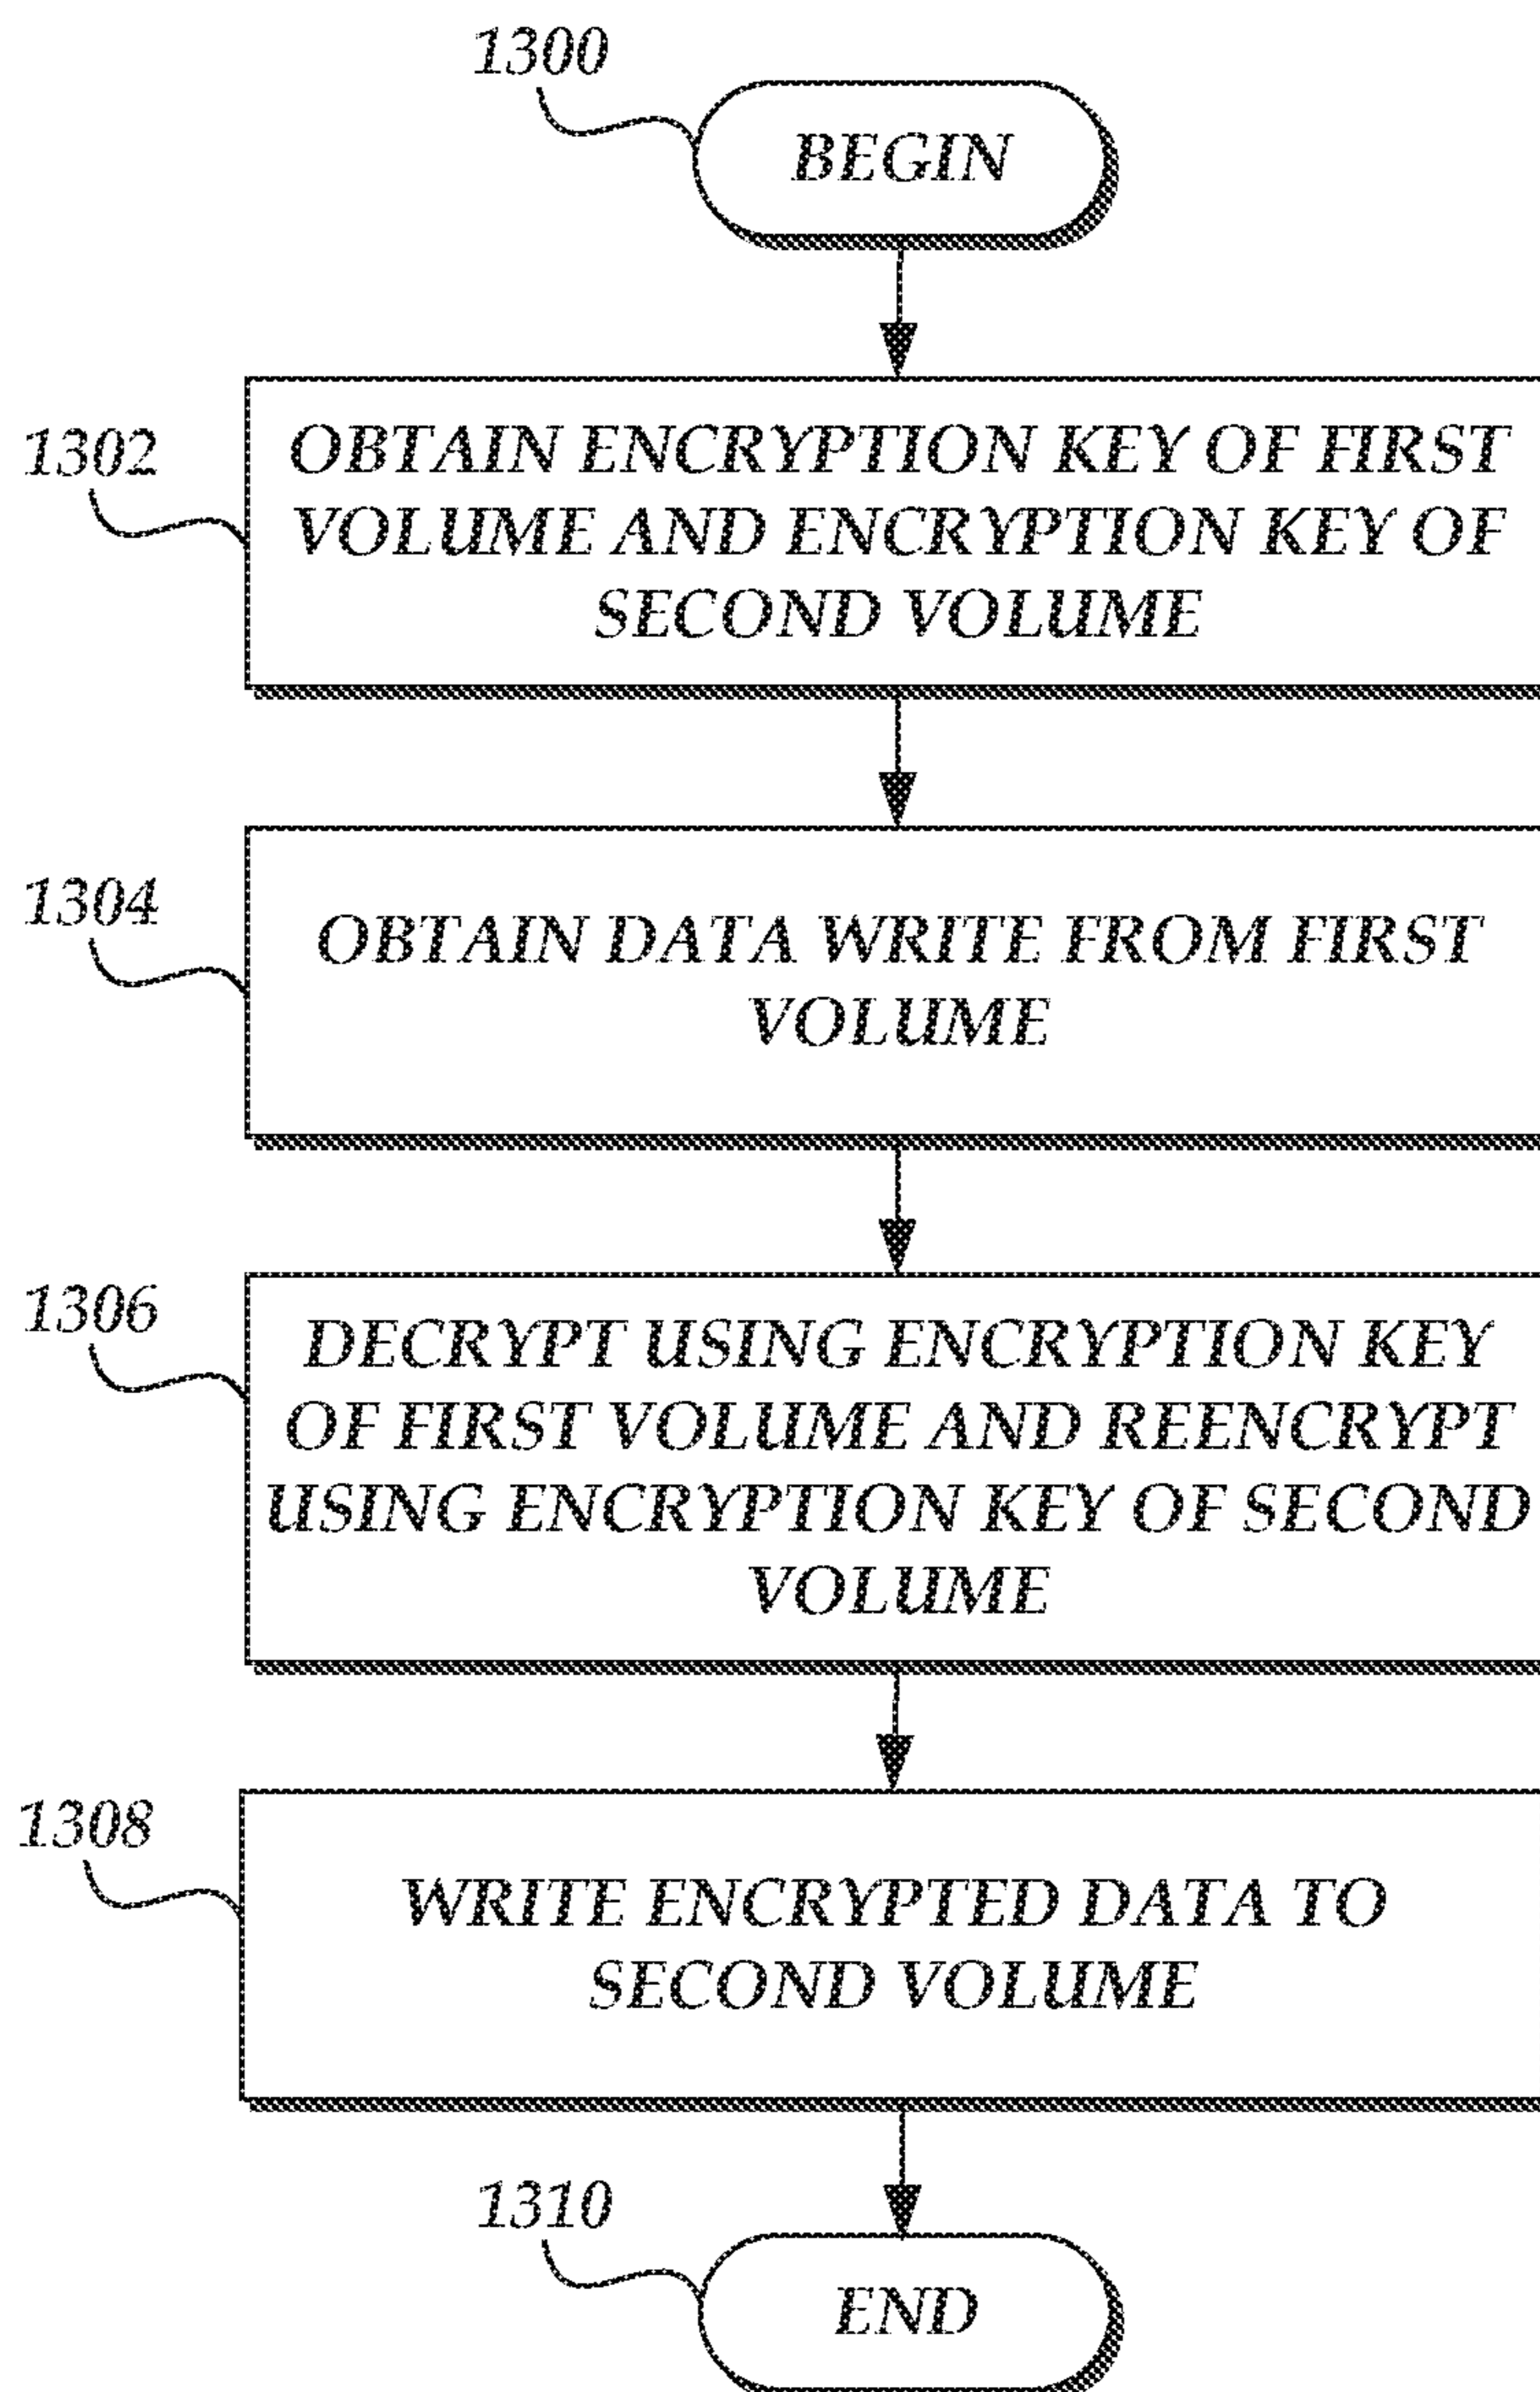 1300
BEGIN
1302
OBTAIN ENCRYPTION KEY OF FIRST
VOLUME AND ENCRYPTION KEY OF
SECOND VOLUME
1304
OBTAIN DATA WRITE FROM FIRST
VOLUME
1306
DECRYPT USING ENCRYPTION KEY
OF FIRST VOLUME AND REENCRYPT
USING ENCRYPTION KEY OF SECOND
VOLUME
1308
WRITE ENCRYPTED DATA TO
SECOND VOLUME
1310
END